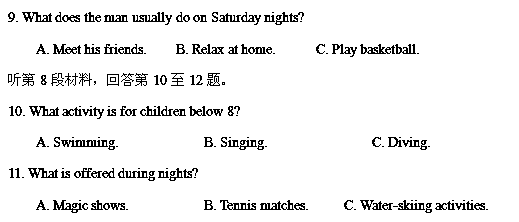 9. What does the man usually do on Saturday nights?
A. Meet his friends. B. Relax at home. C. Play basketball.
听第 8 段材料，回答第 10 至 12 题。
10. What activity is for children below 8?
A. Swimming. B. Singing. C. Diving.
11. What is offered during nights?
A. Magic shows. B. Tennis matches. C. Water-skiing activities.